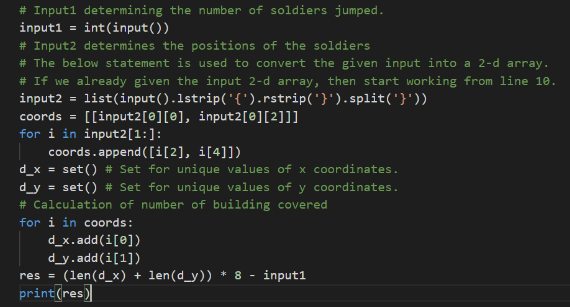 # Input1 determining the number of soldiers jumped.
input1 = int(input())
# Input2 determines the positions of the soldiers
# The below statement is used to convert the given input into a 2-d array.
# If we already given the input 2-d array, then start working from line 10.
input2 = list(input().lstrip('{').rstrip('}').split('}'))
coords = [[input2[0][0], input2[0][2]]]
for i in input2[1:]:
    coords.append([i[2], i[4]])
d_x = set() # Set for unique values of x coordinates.
d_y = set() # Set for unique values of y coordinates.
# Calculation of number of building covered
for i in coords:
    d_x.add(i[0])
    d_y.add(i[1])
res = (len(d_x) + len(d_y)) * 8 - input1
print(res)